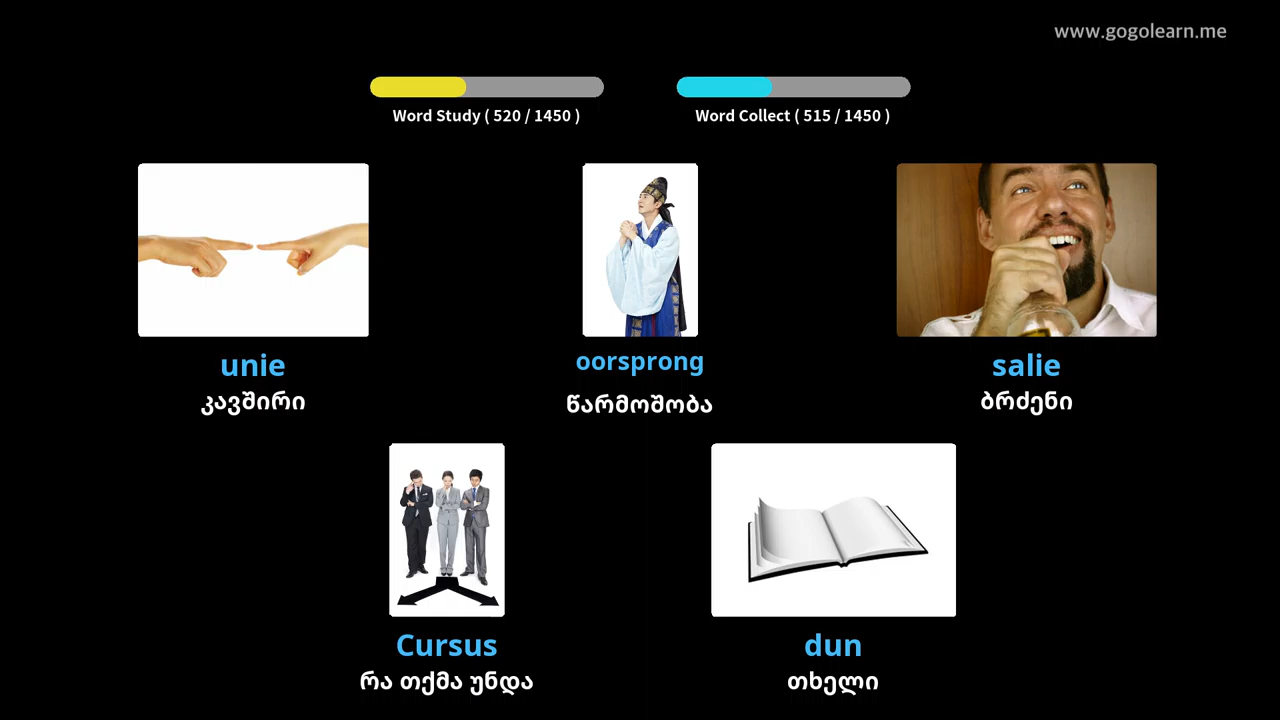 www.gogolearn.me
Word Study ( 520 / 1450 )
Word Collect ( 515 / 1450 )
unie
კავშირი
oorsprong
წარმოშობა
salie
ბრძენი
Cursus
რა თქმა უნდა
dun
თხელი